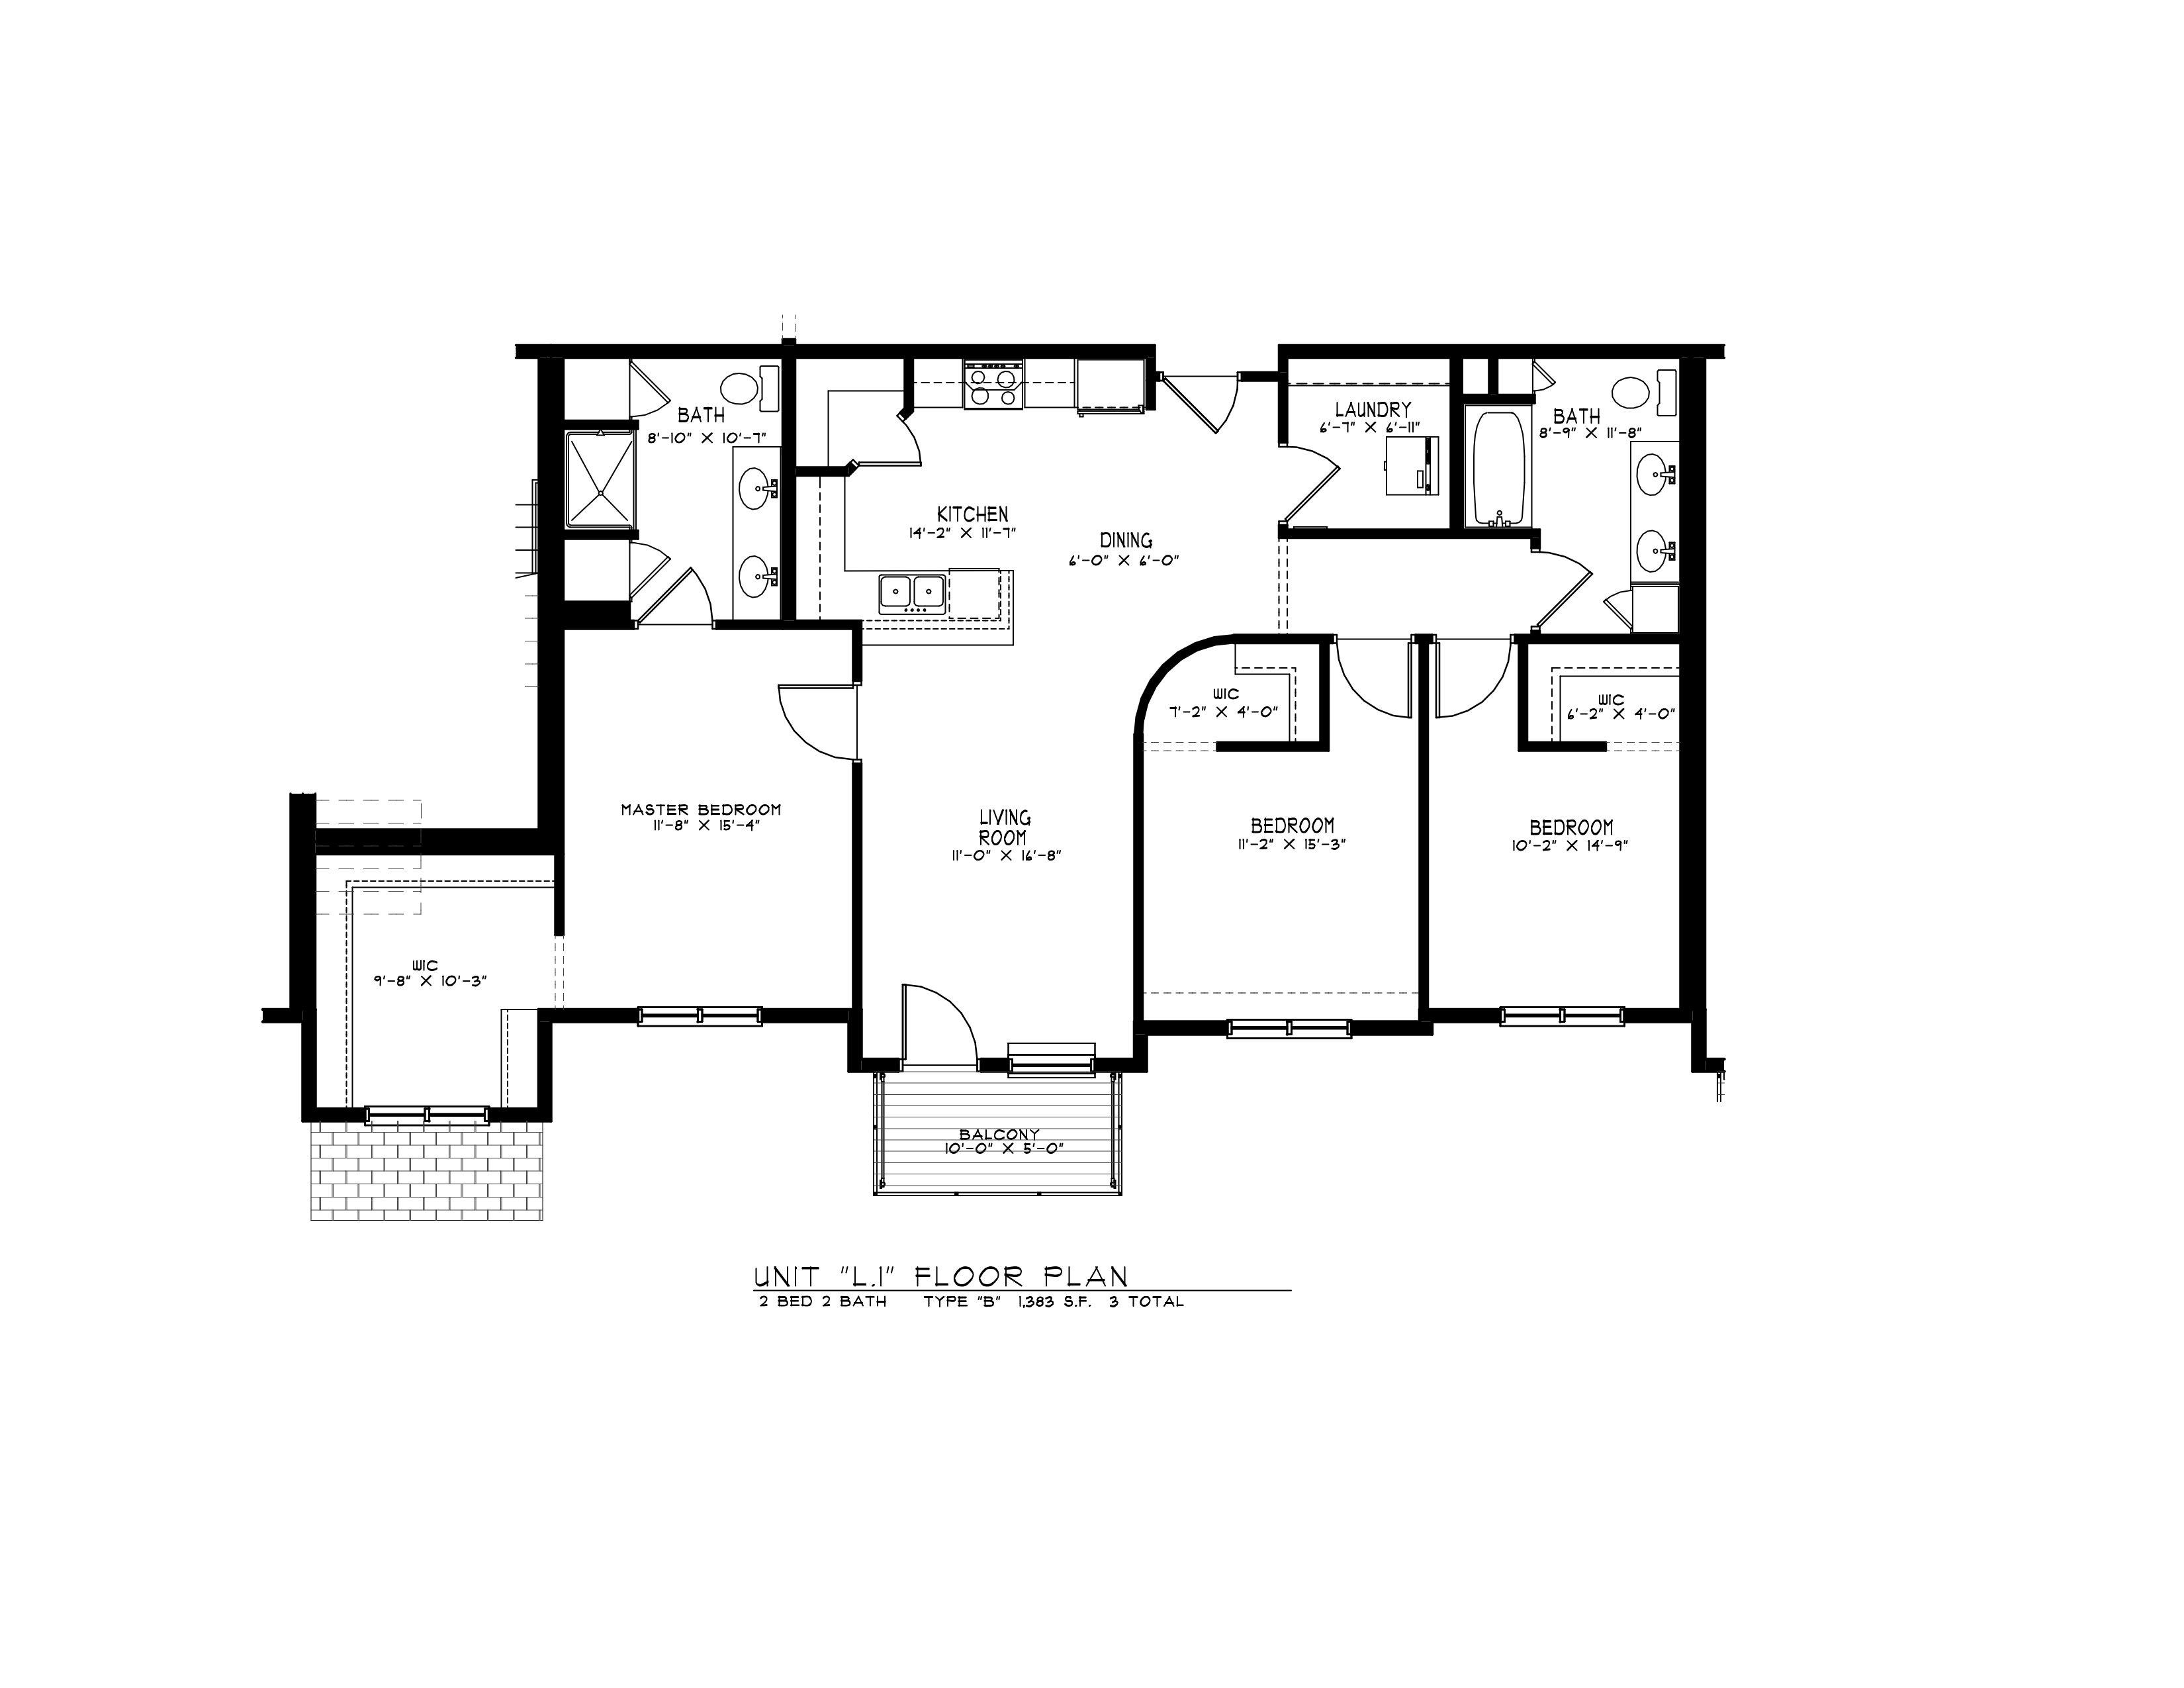 BATH
8'-10" X 10'-7"
KITCHEN
14'-2" X 11'-7"
DINING
6'-0" X 6'-0"
LAUNDRY
6'-7" X 6'-11"
BATH
8'-9" X 11'-8"
WIC
7'-2" X 4'-0"
WIC
6'-2" X 4'-0"
MASTER BEDROOM
11'-8" X 15'-4"
LIVING
ROOM
11'-0" X 16'-8"
BEDROOM
11'-2" X 15'-3"
BEDROOM
10'-2" X 14'-9"
WIC
9'-8" X 10'-3"
BALCONY
10'-0" X 5'-0"
UNIT "L.1" FLOOR PLAN
2 BED 2 BATH TYPE "B" 1,383 S.F. 3 TOTAL